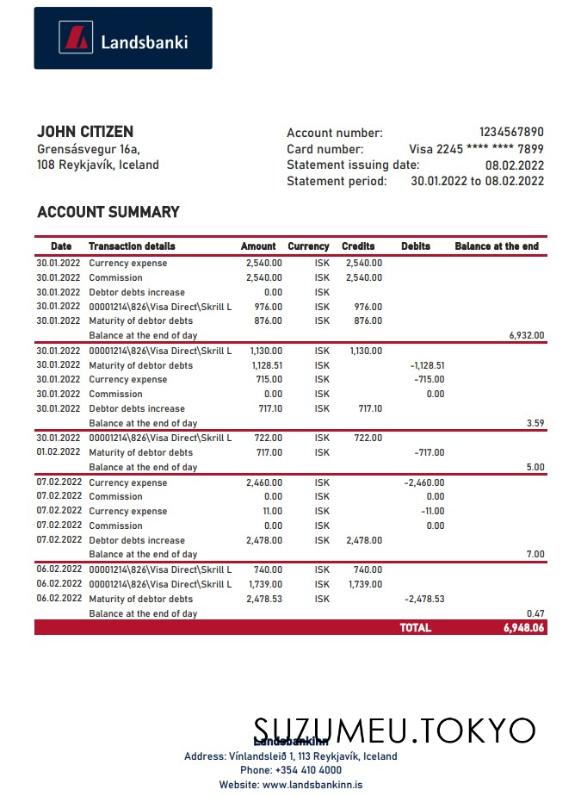 Landsbanki
JOHN CITIZEN
Grensásvegur 16a,
108 Reykjavík, Iceland
Account number: 1234567890
Card number: Visa 2245 **** **** 7899
Statement issuing date: 08.02.2022
Statement period: 30.01.2022 to 08.02.2022
ACCOUNT SUMMARY
Date Transaction details Amount Currency Credits Debits Balance at the end
30.01.2022 Currency expense 2,540.00 ISK 2,540.00
30.01.2022 Commission 2,540.00 ISK 2,540.00
30.01.2022 Debtor debts increase 0.00 ISK
30.01.2022 00001214\826\Visa Direct\Skrill L 976.00 ISK 976.00
30.01.2022 Maturity of debtor debts 876.00 ISK 876.00
Balance at the end of day 6,932.00
30.01.2022 00001214\826\Visa Direct\Skrill L 1,130.00 ISK 1,130.00
30.01.2022 Maturity of debtor debts 1,128.51 ISK -1,128.51
30.01.2022 Currency expense 715.00 ISK -715.00
30.01.2022 Commission 0.00 ISK 0.00
30.01.2022 Debtor debts increase 717.10 ISK 717.10
Balance at the end of day 3.59
30.01.2022 00001214\826\Visa Direct\Skrill L 722.00 ISK 722.00
01.02.2022 Maturity of debtor debts 717.00 ISK -717.00
Balance at the end of day 5.00
07.02.2022 Currency expense 2,460.00 ISK -2,460.00
07.02.2022 Commission 0.00 ISK 0.00
07.02.2022 Currency expense 11.00 ISK -11.00
07.02.2022 Commission 0.00 ISK 0.00
07.02.2022 Debtor debts increase 2,478.00 ISK 2,478.00
Balance at the end of day 7.00
06.02.2022 00001214\826\Visa Direct\Skrill L 740.00 ISK 740.00
06.02.2022 00001214\826\Visa Direct\Skrill L 1,739.00 ISK 1,739.00
06.02.2022 Maturity of debtor debts 2,478.53 ISK -2,478.53
Balance at the end of day 0.47
TOTAL 6,948.06
SUZUMEU.TOKYO
Landsbankinn
Address: Vínlandsleið 1, 113 Reykjavík, Iceland
Phone: +354 410 4000
Website: www.landsbankinn.is